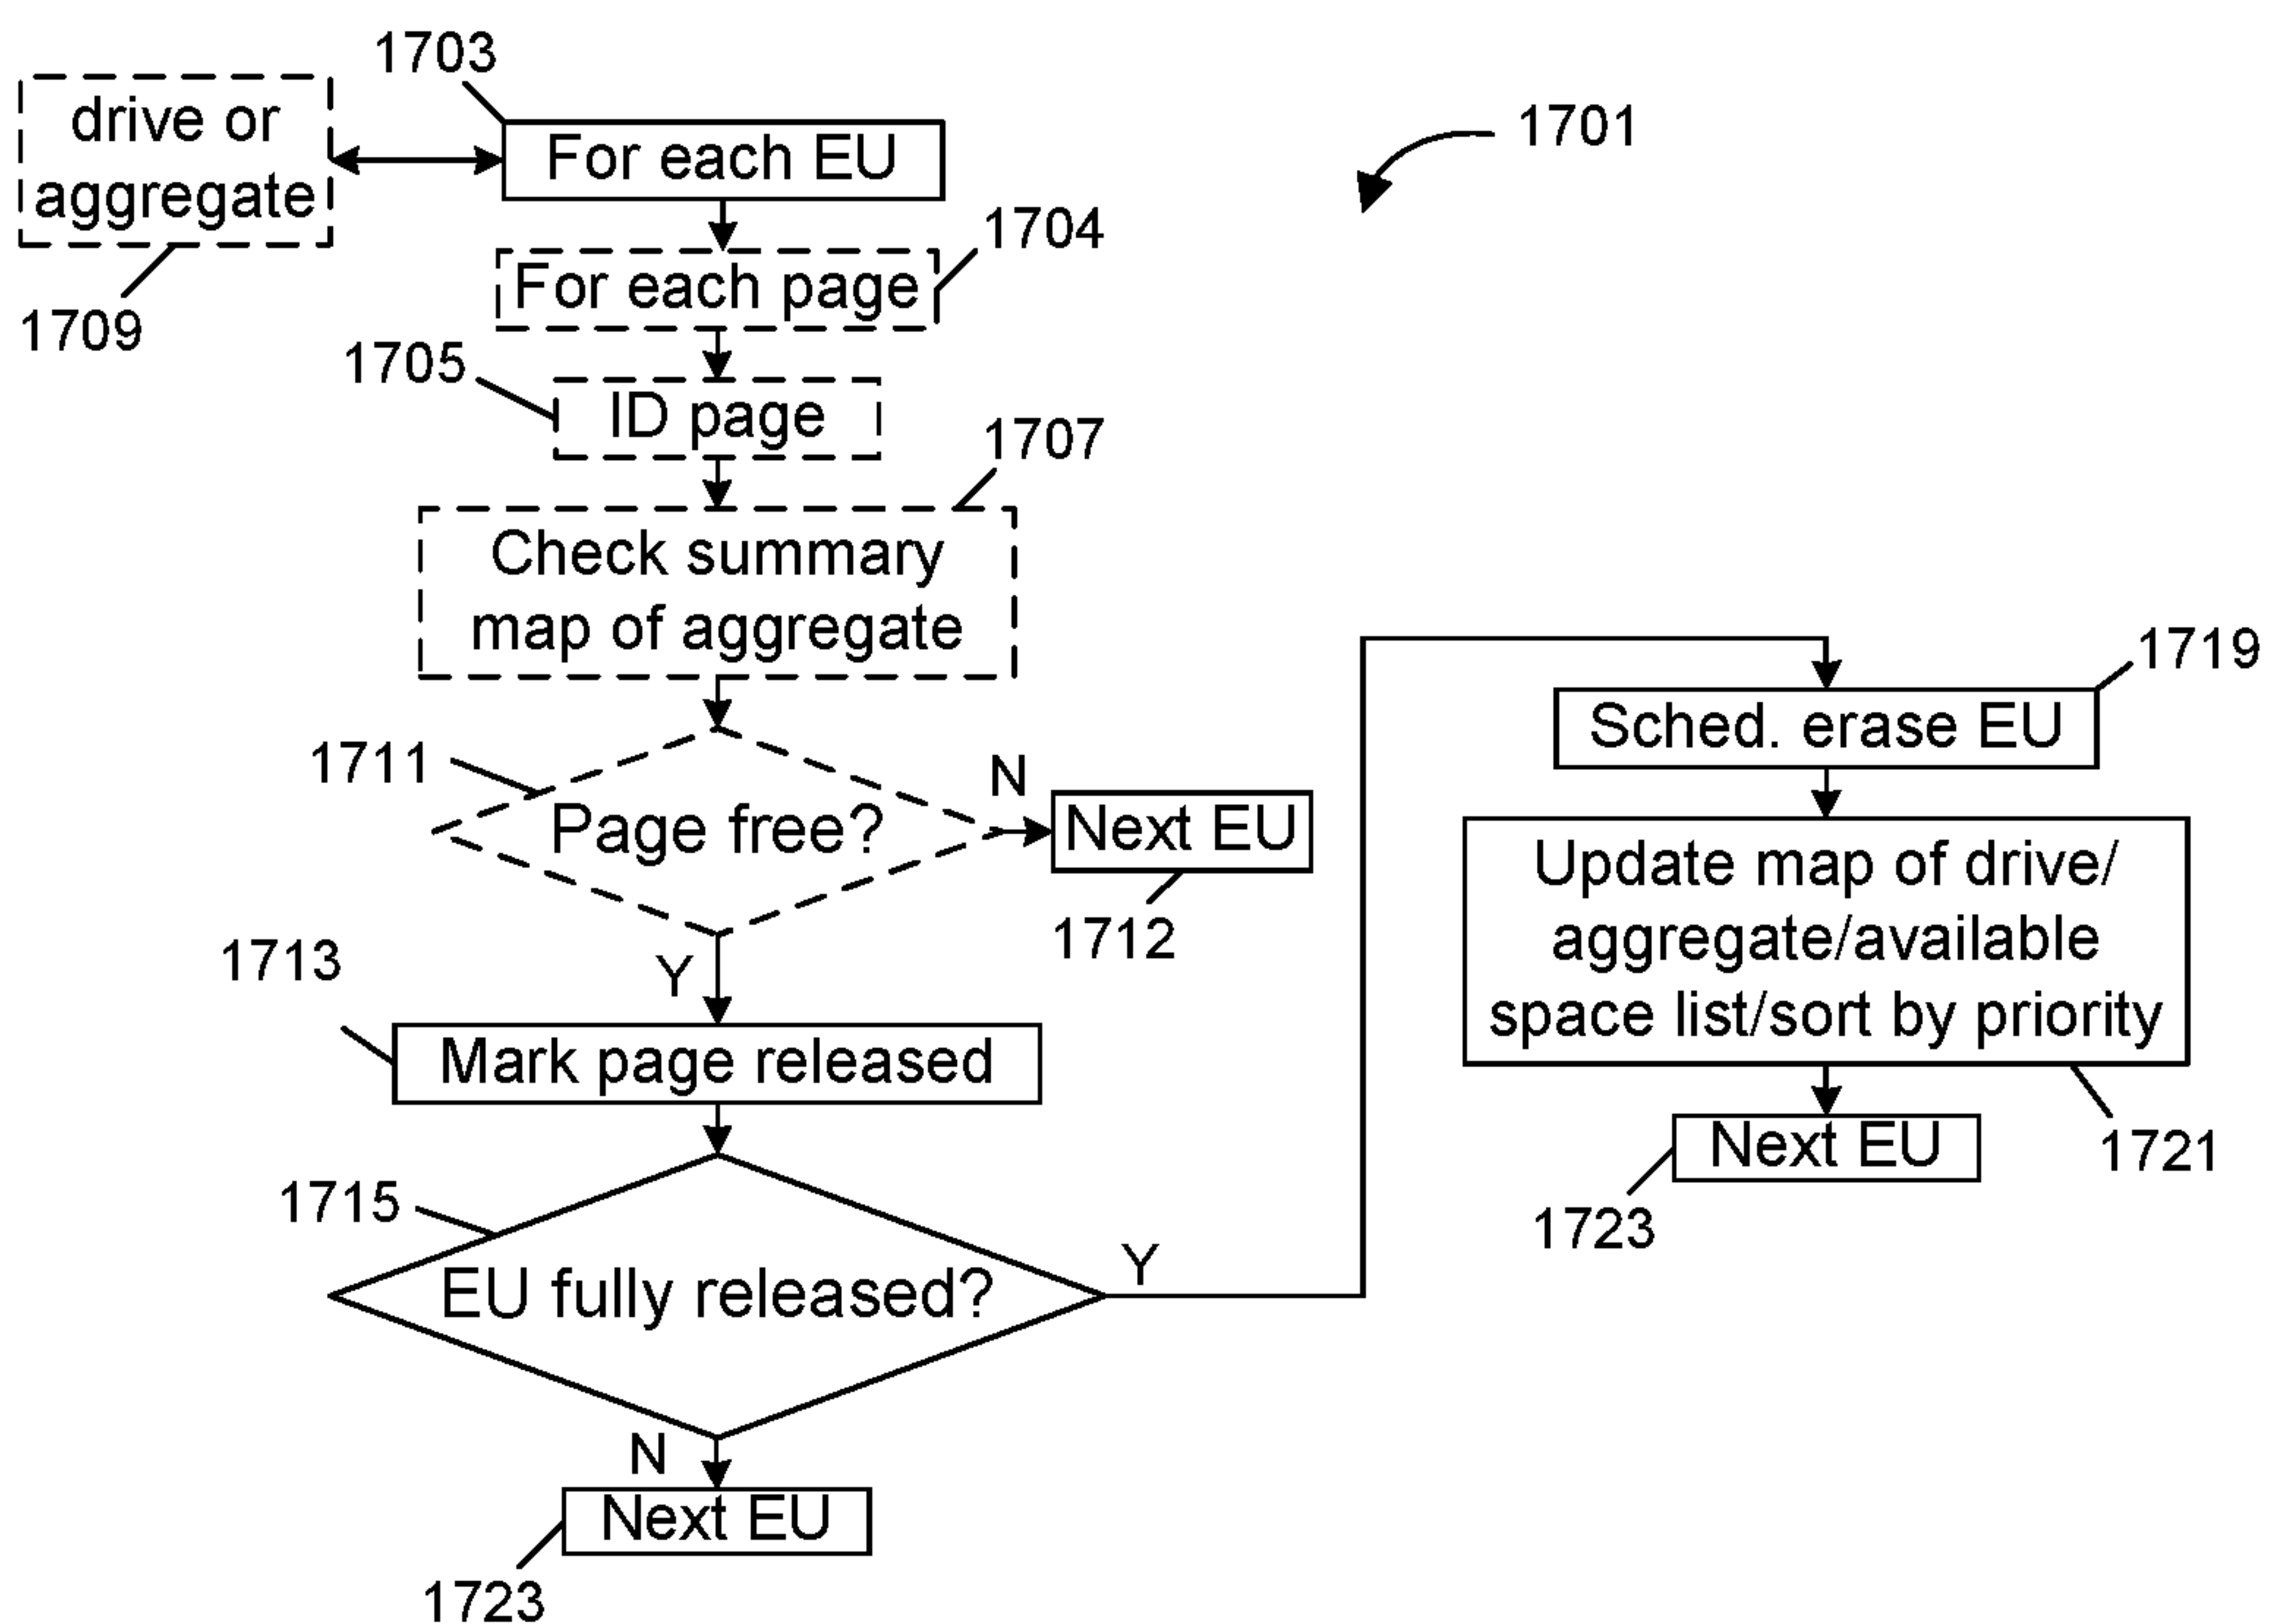 1703
drive or
aggregate
For each EU
1701
1704
For each page
1709
1705
ID page
1707
Check summary
map of aggregate
1719
Sched. erase EU
1711
Page free?
N
Next EU
1712
Update map of drive/
aggregate/available
space list/sort by priority
1713
Y
Mark page released
1721
Next EU
1723
1715
EU fully released?
Y
N
Next EU
1723